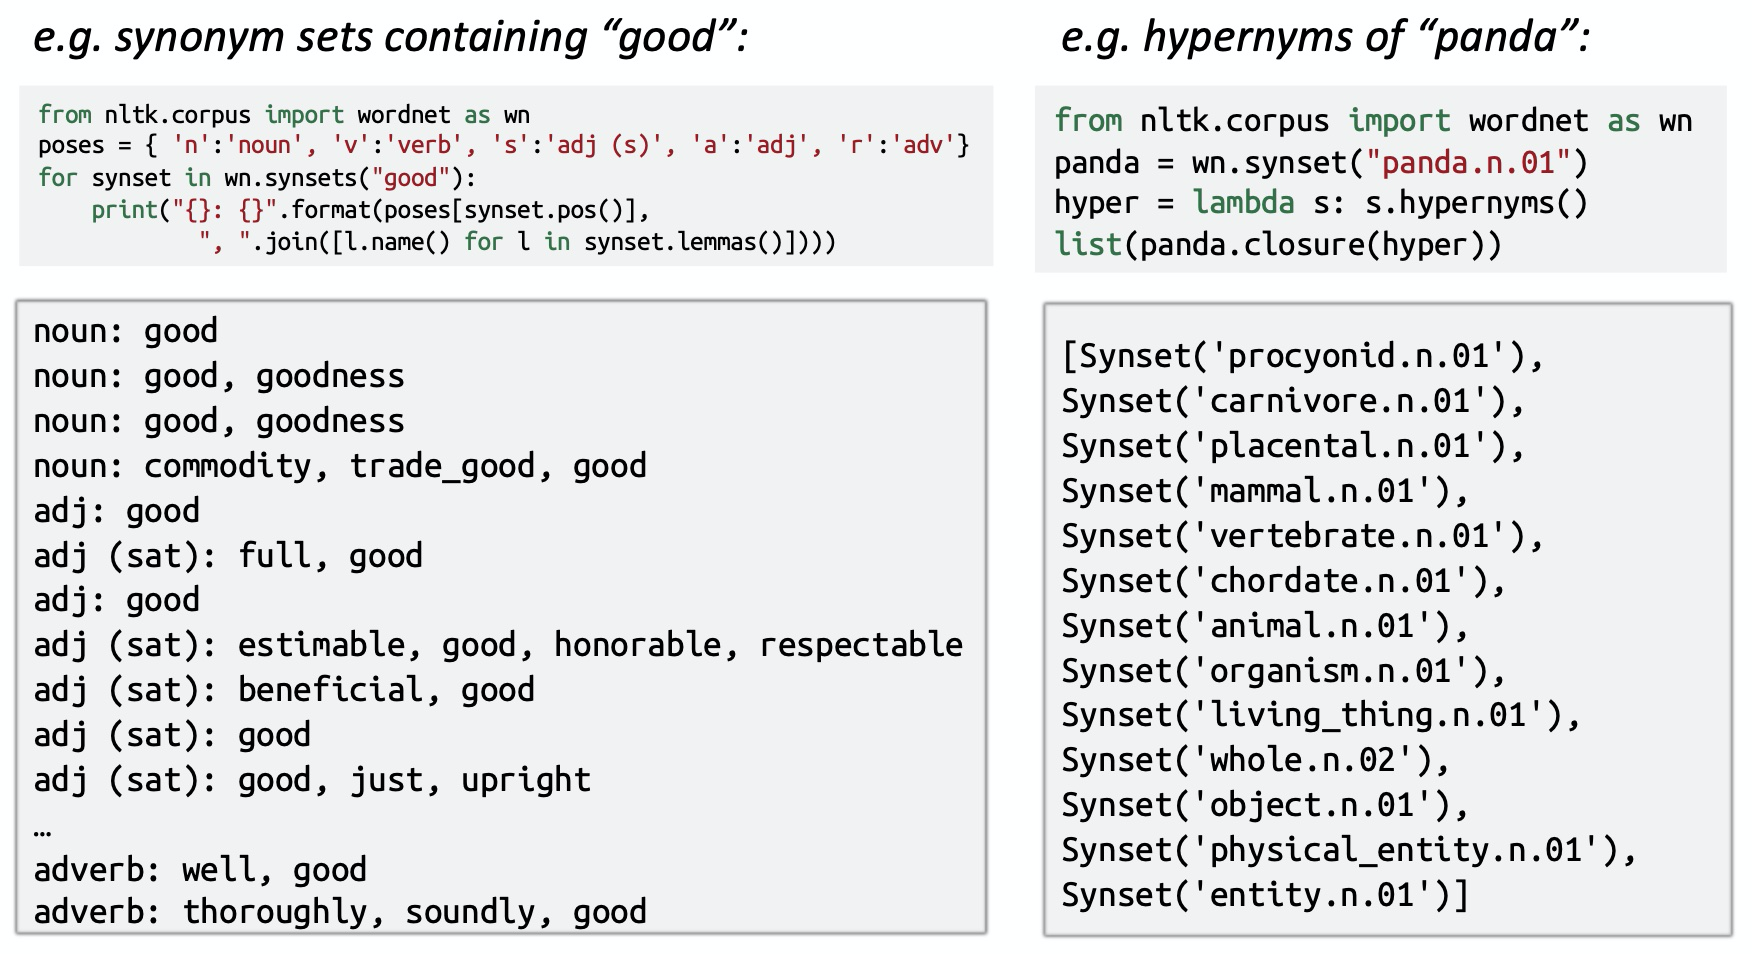 e.g. synonym sets containing “good”:
from nltk.corpus import wordnet as wn
poses = { 'n':'noun', 'v':'verb', 's':'adj (s)', 'a':'adj', 'r':'adv'}
for synset in wn.synsets("good"):
    print("{}: {}".format(poses[synset.pos()],
            ", ".join([l.name() for l in synset.lemmas()])))
noun: good
noun: good, goodness
noun: good, goodness
noun: commodity, trade_good, good
adj: good
adj (sat): full, good
adj: good
adj (sat): estimable, good, honorable, respectable
adj (sat): beneficial, good
adj (sat): good
adj (sat): good, just, upright
…
adverb: well, good
adverb: thoroughly, soundly, good
e.g. hypernyms of “panda”:
from nltk.corpus import wordnet as wn
panda = wn.synset("panda.n.01")
hyper = lambda s: s.hypernyms()
list(panda.closure(hyper))
[Synset('procyonid.n.01'),
Synset('carnivore.n.01'),
Synset('placental.n.01'),
Synset('mammal.n.01'),
Synset('vertebrate.n.01'),
Synset('chordate.n.01'),
Synset('animal.n.01'),
Synset('organism.n.01'),
Synset('living_thing.n.01'),
Synset('whole.n.02'),
Synset('object.n.01'),
Synset('physical_entity.n.01'),
Synset('entity.n.01')]